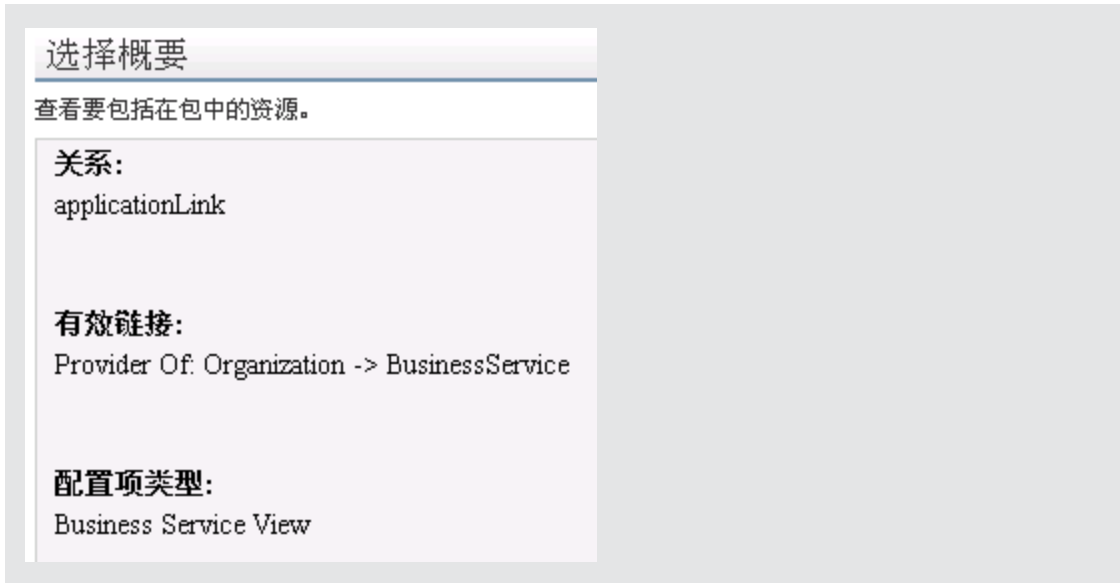 选择概要
查看要包括在包中的资源。
关系:
applicationLink
有效链接:
Provider Of: Organization -> BusinessService
配置项类型:
Business Service View